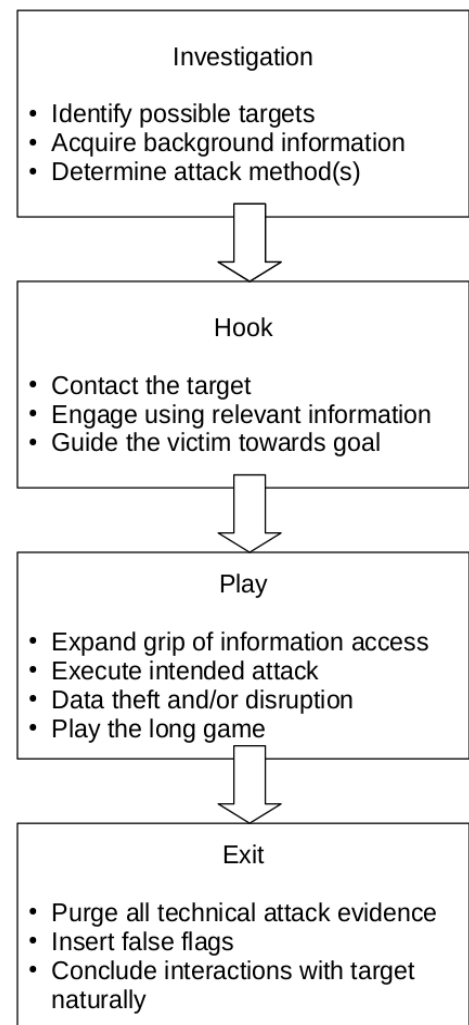 Investigation
• Identify possible targets
• Acquire background information
• Determine attack method(s)
Hook
• Contact the target
• Engage using relevant information
• Guide the victim towards goal
Play
• Expand grip of information access
• Execute intended attack
• Data theft and/or disruption
• Play the long game
Exit
• Purge all technical attack evidence
• Insert false flags
• Conclude interactions with target
naturally